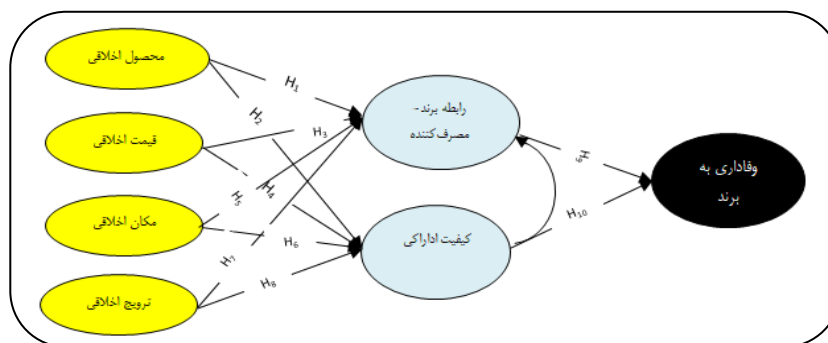 محصول اخلاقی
قیمت اخلاقی
مکان اخلاقی
ترویج اخلاقی
H1
H2
H3
H4
H5
H6
H7
H8
رابطه برند-
مصرف‌کننده
کیفیت اداراکی
H9
H10
وفاداری به
برند